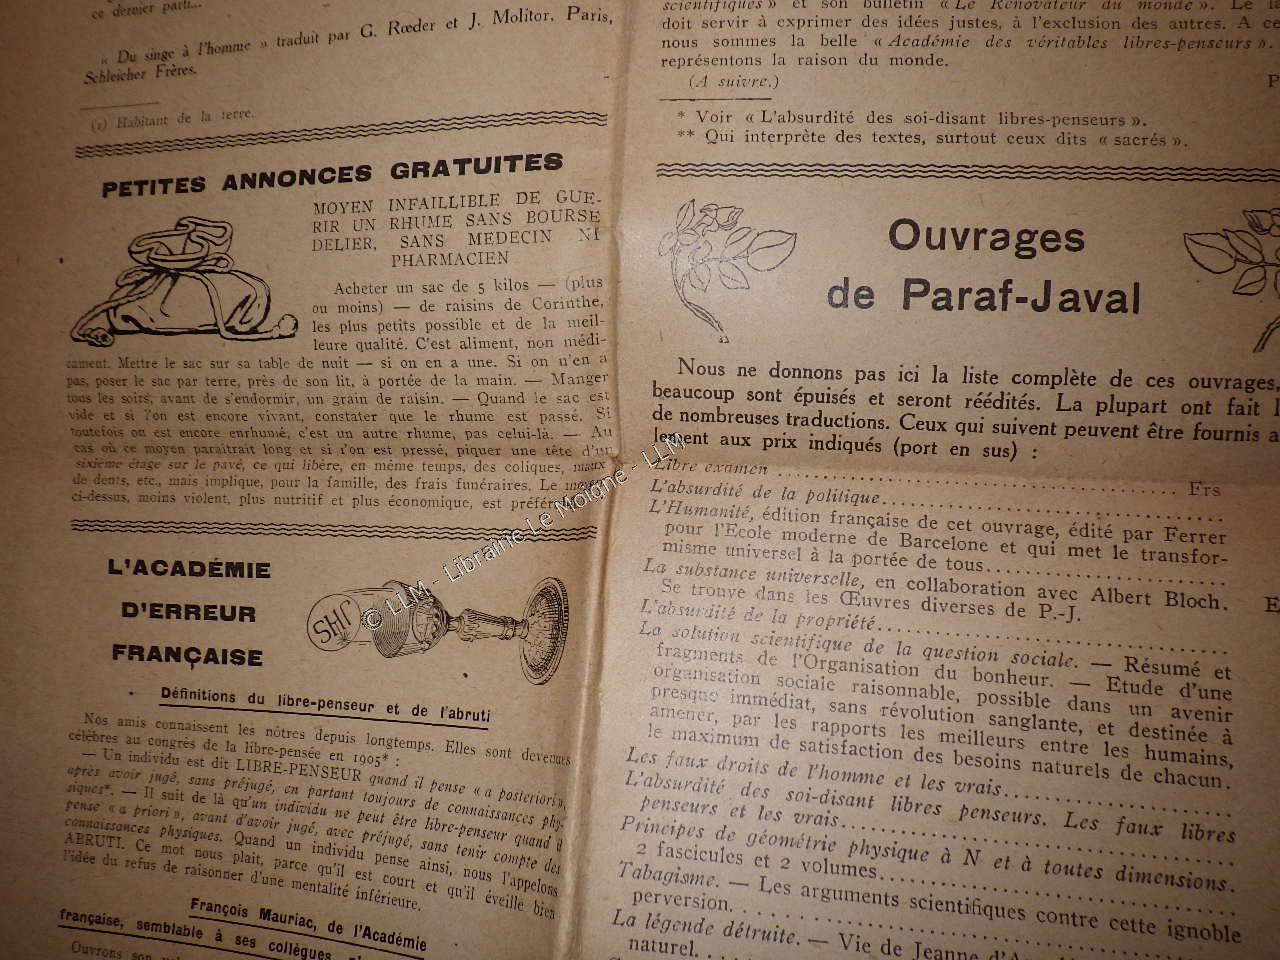 ce dernier parti...
« Du singe à l'homme » traduit par G. Rœder et J. Molitor. Paris,
Schleicher Frères.
(1) Habitant de la terre.
PETITES ANNONCES GRATUITES
MOYEN INFAILLIBLE DE GUE-
RIR UN RHUME SANS BOURSE
DELIER, SANS MEDECIN NI
PHARMACIEN
Acheter un sac de 5 kilos — (plus
ou moins) — de raisins de Corinthe,
les plus petits possible et de la meil-
leure qualité. C'est aliment, non médi-
cament. Mettre le sac sur sa table de nuit — si on en a une. Si on n'en a
pas, poser le sac par terre, près de son lit, à portée de la main. — Manger
tous les soirs, avant de s'endormir, un grain de raisin. — Quand le sac est
vide et si l'on est encore vivant, constater que le rhume est passé. Si
toutefois on est encore enrhumé, c'est un autre rhume, pas celui-là. — Au
cas où ce moyen paraîtrait long et si l'on est pressé, piquer une tête d'un
sixième étage sur le pavé, ce qui libère, en même temps, des coliques, maux
de dents, etc., mais implique, pour la famille, des frais funéraires. Le moyen
ci-dessus, moins violent, plus nutritif et plus économique, est
L'ACADÉMIE
D'ERREUR
FRANÇAISE
JHS
Définitions du libre-penseur et de l'abruti
Nos amis connaissent les nôtres depuis longtemps. Elles sont devenues
célèbres au congrès de la libre-pensée en 1905* :
— Un individu est dit LIBRE-PENSEUR quand il pense « a posteriori »,
après avoir jugé, sans préjugé, en partant toujours de connaissances phy-
siques*. — Il suit de là qu'un individu ne peut être libre-penseur quand il
pense « a priori », avant d'avoir jugé, avec préjugé, sans tenir compte des
connaissances physiques. Quand un individu pense ainsi, nous l'appelons
ABRUTI. Ce mot nous plait, parce qu'il est court et qu'il éveille bien
l'idée du refus de raisonner d'une mentalité inférieure.
François Mauriac, de l'Académie
française, semblable à ses collègues
Ouvrons son
scientifiques » et son bulletin « Le Rénovateur du monde ». Le
doit servir à exprimer des idées justes, à l'exclusion des autres. A ce
nous sommes la belle « Académie des véritables libres-penseurs ».
représentons la raison du monde.
(A suivre.) P
* Voir « L'absurdité des soi-disant libres-penseurs ».
** Qui interprète des textes, surtout ceux dits « sacrés ».
Ouvrages
de Paraf-Javal
Nous ne donnons pas ici la liste complète de ces ouvrages,
beaucoup sont épuisés et seront réédités. La plupart ont fait l
de nombreuses traductions. Ceux qui suivent peuvent être fournis a
lement aux prix indiqués (port en sus) :
Libre examen ........................ Frs
L'absurdité de la politique........................
L'Humanité, édition française de cet ouvrage, édité par Ferrer
pour l'Ecole moderne de Barcelone et qui met le transfor-
misme universel à la portée de tous........................
La substance universelle, en collaboration avec Albert Bloch. E
Se trouve dans les Œuvres diverses de P.-J.
L'absurdité de la propriété........................
La solution scientifique de la question sociale. — Résumé et
fragments de l'Organisation du bonheur. — Etude d'une
organisation sociale raisonnable, possible dans un avenir
presque immédiat, sans révolution sanglante, et destinée à
amener, par les rapports les meilleurs entre les humains,
le maximum de satisfaction des besoins naturels de chacun.
Les faux droits de l'homme et les vrais........................
L'absurdité des soi-disant libres penseurs. Les faux libres
penseurs et les vrais........................
Principes de géométrie physique à N et à toutes dimensions.
2 fascicules et 2 volumes........................
Tabagisme. — Les arguments scientifiques contre cette ignoble
perversion........................
La légende détruite. — Vie de Jeanne
naturel........................
© LLM - Librairie Le Moigne - LLM